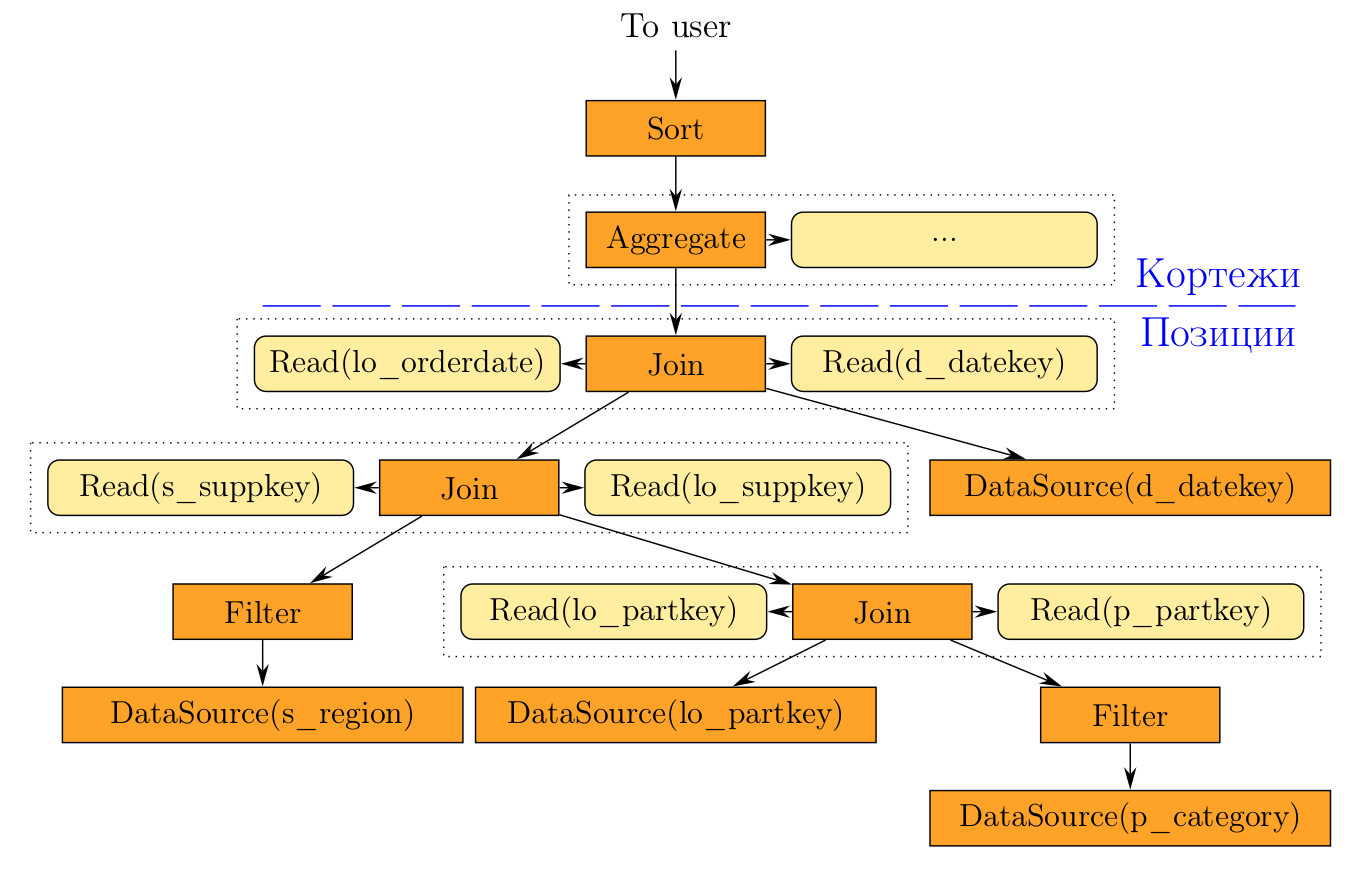 To user
Sort
Aggregate
...
Кортежи
Позиции
Read(lo_orderdate)
Join
Read(d_datekey)
Read(s_suppkey)
Join
Read(lo_suppkey)
DataSource(d_datekey)
Filter
Read(lo_partkey)
Join
Read(p_partkey)
DataSource(s_region)
DataSource(lo_partkey)
Filter
DataSource(p_category)